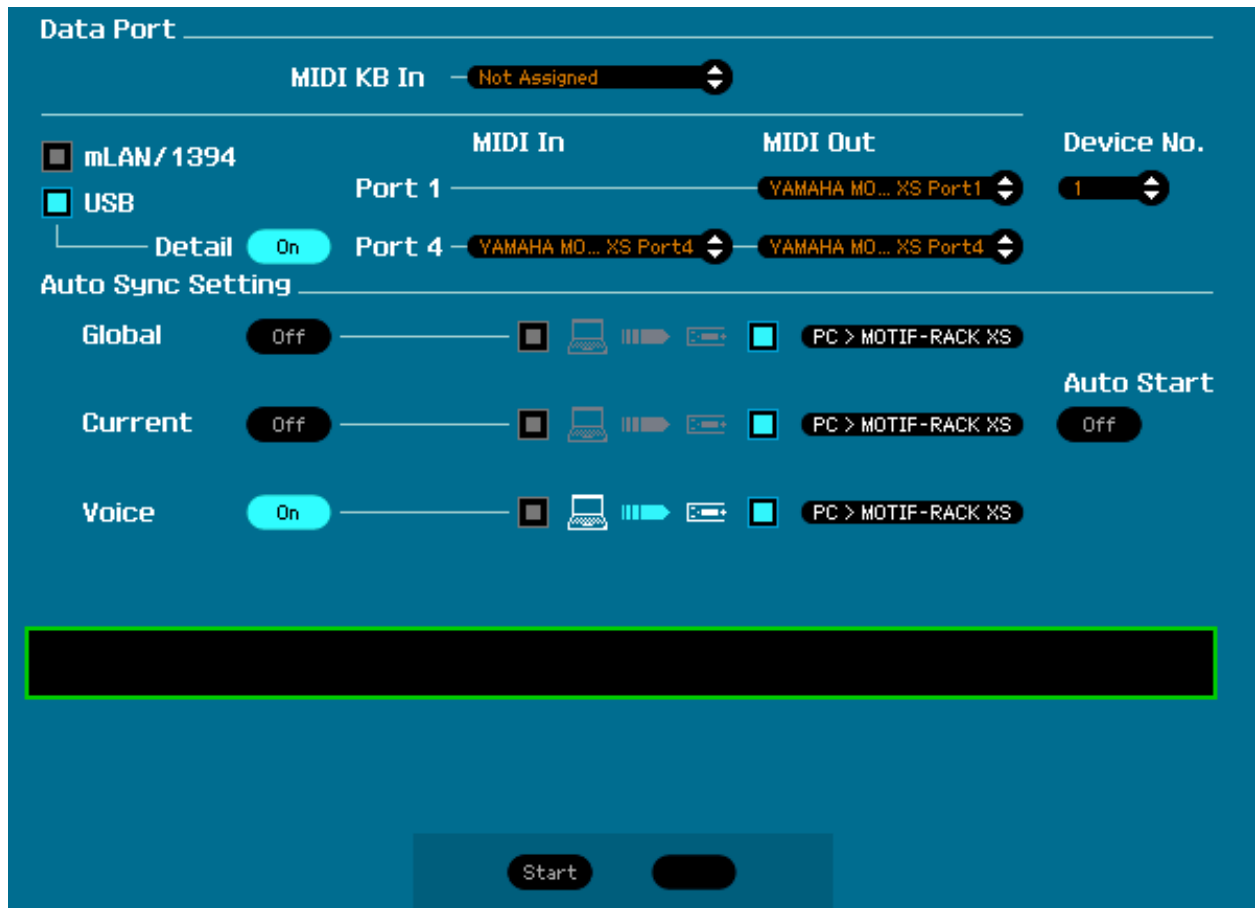 Data Port
MIDI KB In Not Assigned
MIDI In MIDI Out Device No.
mLAN/1394
Port 1 YAMAHA MO... XS Port1 1
USB
Detail On Port 4 YAMAHA MO... XS Port4 YAMAHA MO... XS Port4
Auto Sync Setting
Global Off PC > MOTIF-RACK XS
Auto Start
Current Off PC > MOTIF-RACK XS Off
Voice On PC > MOTIF-RACK XS
Start